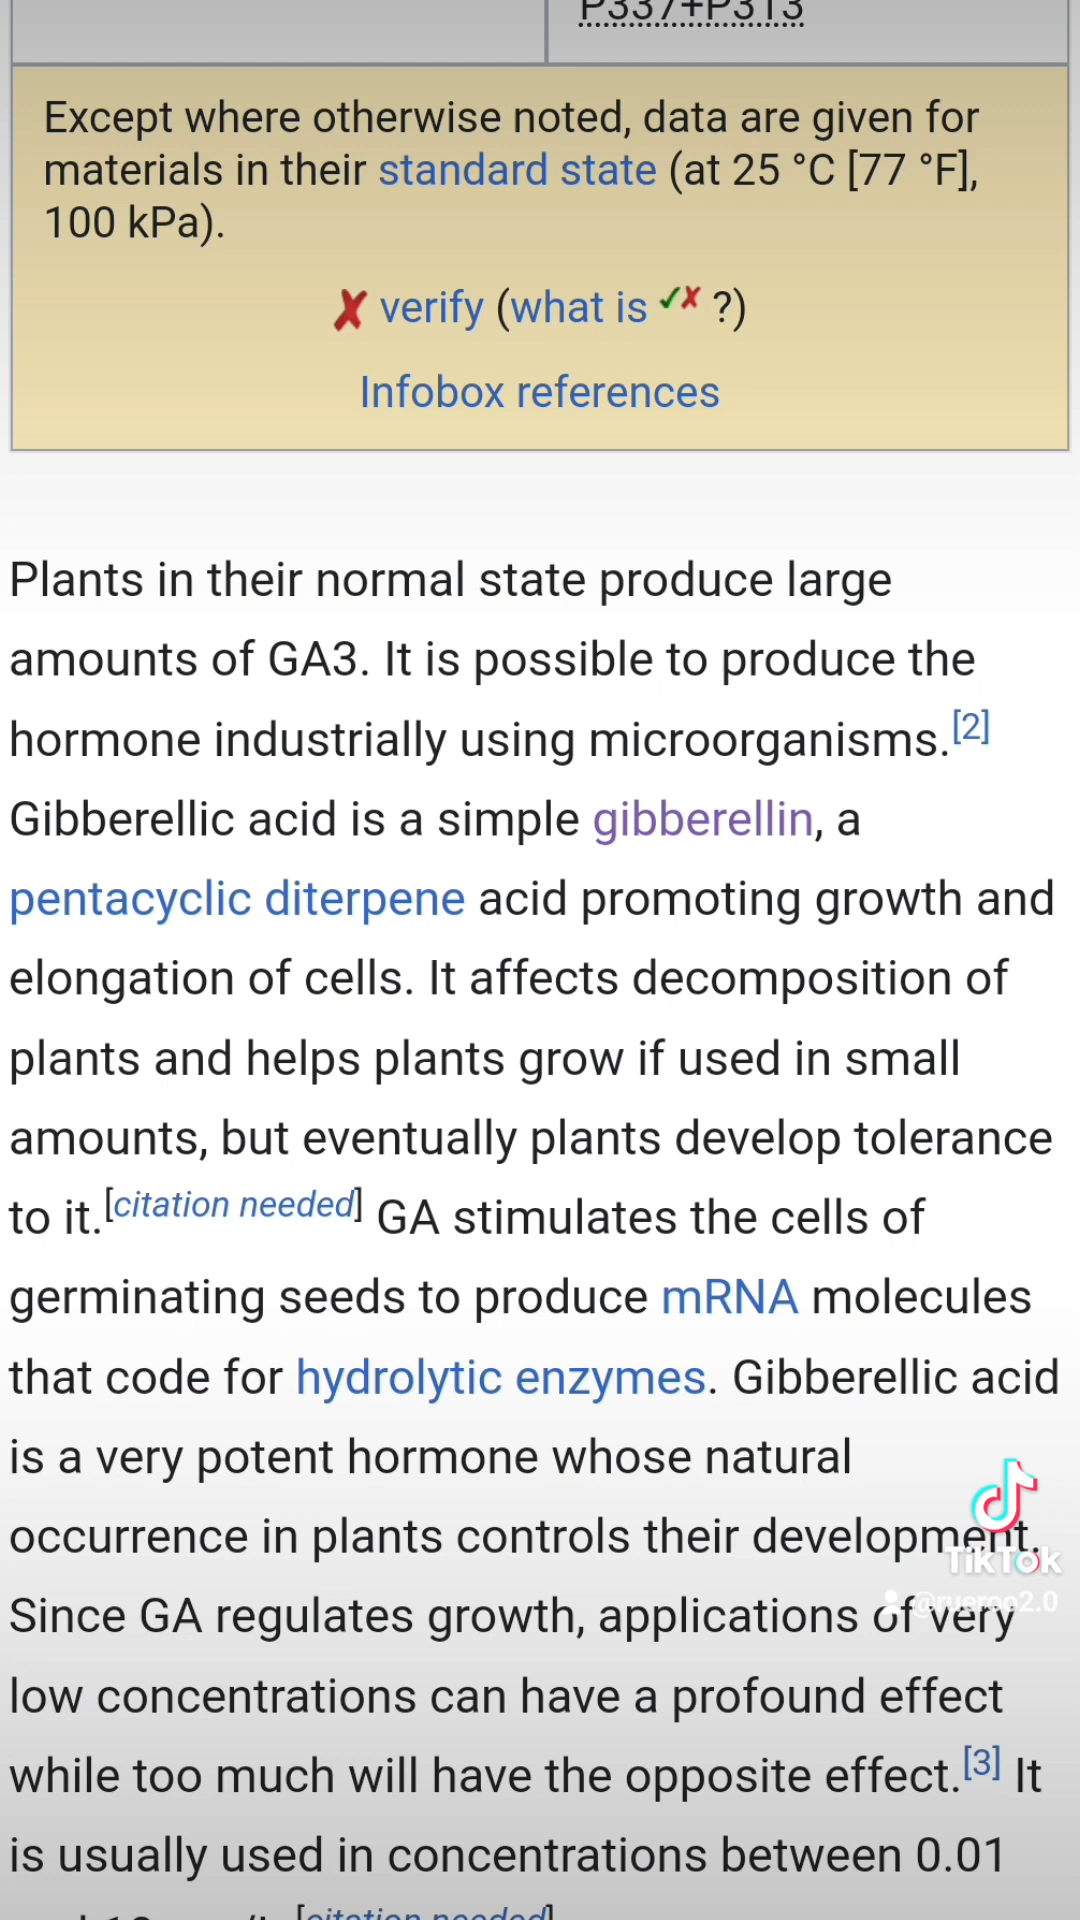 P337+P313
Except where otherwise noted, data are given for
materials in their standard state (at 25 °C [77 °F],
100 kPa).
✗ verify (what is ✓✗ ?)
Infobox references
Plants in their normal state produce large
amounts of GA3. It is possible to produce the
hormone industrially using microorganisms.[2]
Gibberellic acid is a simple gibberellin, a
pentacyclic diterpene acid promoting growth and
elongation of cells. It affects decomposition of
plants and helps plants grow if used in small
amounts, but eventually plants develop tolerance
to it.[citation needed] GA stimulates the cells of
germinating seeds to produce mRNA molecules
that code for hydrolytic enzymes. Gibberellic acid
is a very potent hormone whose natural
occurrence in plants controls their development.
TikTok
@rueroo2.0
Since GA regulates growth, applications of very
low concentrations can have a profound effect
while too much will have the opposite effect.[3] It
is usually used in concentrations between 0.01
[citation needed]